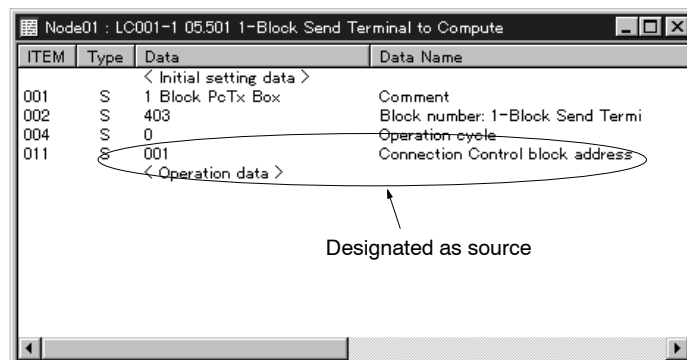 Node01 : LC001-1 05.501 1-Block Send Terminal to Compute
ITEM Type Data Data Name
< Initial setting data >
001 S 1 Block PcTx Box Comment
002 S 403 Block number: 1-Block Send Termi
004 S 0 Operation cycle
011 S 001 Connection Control block address
< Operation data >
Designated as source